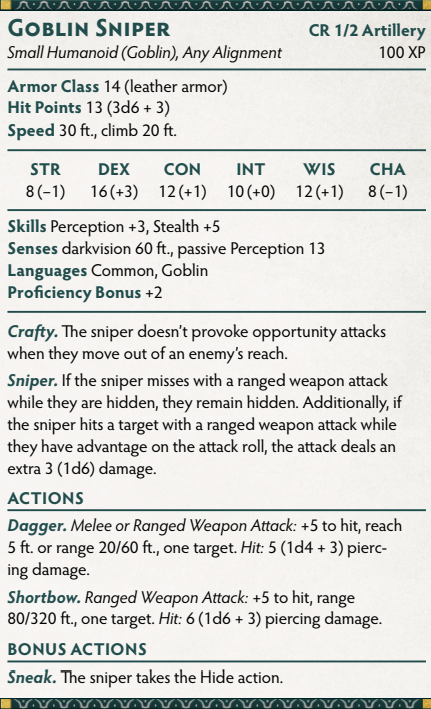 Goblin Sniper CR 1/2 Artillery
Small Humanoid (Goblin), Any Alignment 100 XP
Armor Class 14 (leather armor)
Hit Points 13 (3d6 + 3)
Speed 30 ft., climb 20 ft.
STR DEX CON INT WIS CHA
8 (−1) 16 (+3) 12 (+1) 10 (+0) 12 (+1) 8 (−1)
Skills Perception +3, Stealth +5
Senses darkvision 60 ft., passive Perception 13
Languages Common, Goblin
Proficiency Bonus +2
Crafty. The sniper doesn’t provoke opportunity attacks
when they move out of an enemy’s reach.
Sniper. If the sniper misses with a ranged weapon attack
while they are hidden, they remain hidden. Additionally, if
the sniper hits a target with a ranged weapon attack while
they have advantage on the attack roll, the attack deals an
extra 3 (1d6) damage.
ACTIONS
Dagger. Melee or Ranged Weapon Attack: +5 to hit, reach
5 ft. or range 20/60 ft., one target. Hit: 5 (1d4 + 3) pierc-
ing damage.
Shortbow. Ranged Weapon Attack: +5 to hit, range
80/320 ft., one target. Hit: 6 (1d6 + 3) piercing damage.
BONUS ACTIONS
Sneak. The sniper takes the Hide action.